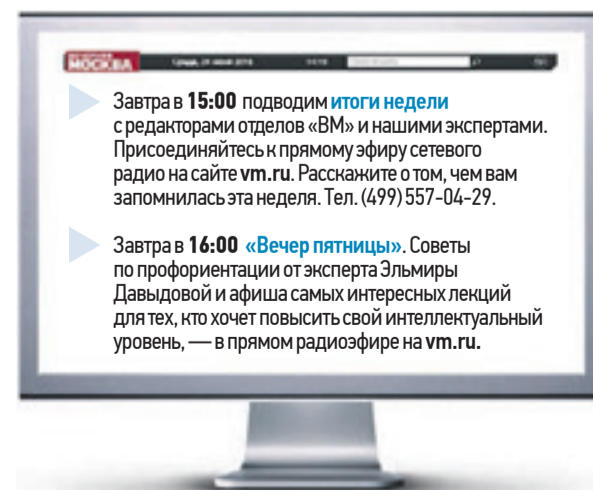 ВЕЧЕРНЯЯ
МОСКВА
Завтра в 15:00 подводим итоги недели
с редакторами отделов «ВМ» и нашими экспертами.
Присоединяйтесь к прямому эфиру сетевого
радио на сайте vm.ru. Расскажите о том, чем вам
запомнилась эта неделя. Тел. (499) 557-04-29.
Завтра в 16:00 «Вечер пятницы». Советы
по профориентации от эксперта Эльмиры
Давыдовой и афиша самых интересных лекций
для тех, кто хочет повысить свой интеллектуальный
уровень, — в прямом радиоэфире на vm.ru.